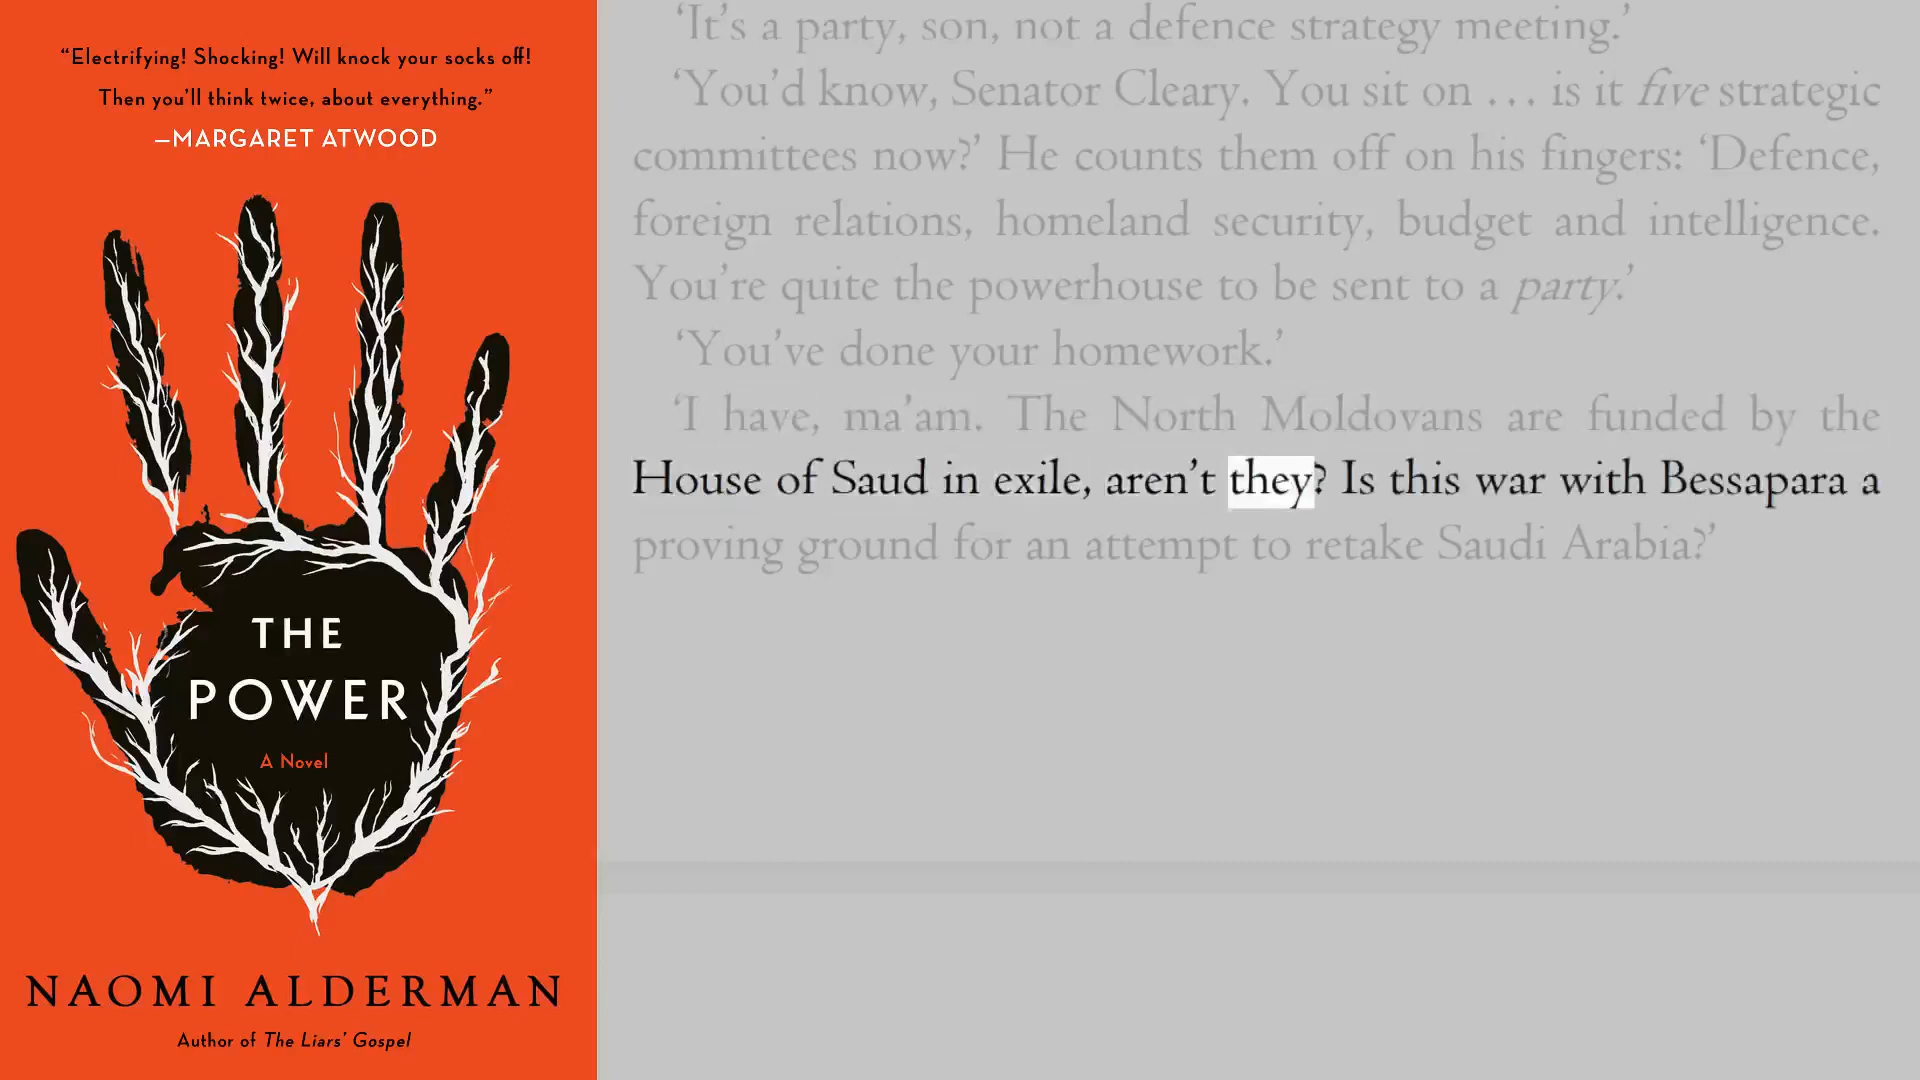 “Electrifying! Shocking! Will knock your socks off!
Then you’ll think twice, about everything.”
—MARGARET ATWOOD
THE
POWER
A Novel
NAOMI ALDERMAN
Author of The Liars’ Gospel
‘It’s a party, son, not a defence strategy meeting.’
‘You’d know, Senator Cleary. You sit on … is it five strategic
committees now?’ He counts them off on his fingers: ‘Defence,
foreign relations, homeland security, budget and intelligence.
You’re quite the powerhouse to be sent to a party.’
‘You’ve done your homework.’
‘I have, ma’am. The North Moldovans are funded by the
House of Saud in exile, aren’t they? Is this war with Bessapara a
proving ground for an attempt to retake Saudi Arabia?’